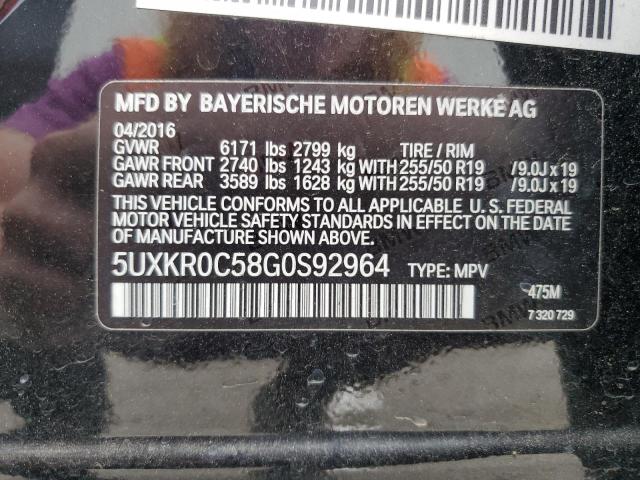 MFD BY BAYERISCHE MOTOREN WERKE AG
04/2016
GVWR 6171 lbs 2799 kg TIRE / RIM
GAWR FRONT 2740 lbs 1243 kg WITH 255/50 R19 /9.0J x 19
GAWR REAR 3589 lbs 1628 kg WITH 255/50 R19 /9.0J x 19
THIS VEHICLE CONFORMS TO ALL APPLICABLE U. S. FEDERAL
MOTOR VEHICLE SAFETY STANDARDS IN EFFECT ON THE DATE
OF MANUFACTURE SHOWN ABOVE.
5UXKR0C58G0S92964 TYPE: MPV
475M
7 320 729